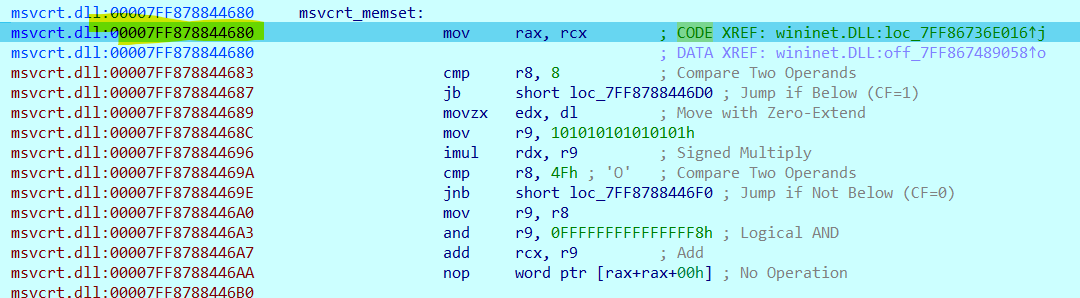 msvcrt.dll:00007FF878844680 msvcrt_memset:
msvcrt.dll:00007FF878844680 mov rax, rcx ; CODE XREF: wininet.DLL:loc_7FF86736E016↑j
msvcrt.dll:00007FF878844680 ; DATA XREF: wininet.DLL:off_7FF867489058↑o
msvcrt.dll:00007FF878844683 cmp r8, 8 ; Compare Two Operands
msvcrt.dll:00007FF878844687 jb short loc_7FF8788446D0 ; Jump if Below (CF=1)
msvcrt.dll:00007FF878844689 movzx edx, dl ; Move with Zero-Extend
msvcrt.dll:00007FF87884468C mov r9, 101010101010101h
msvcrt.dll:00007FF878844696 imul rdx, r9 ; Signed Multiply
msvcrt.dll:00007FF87884469A cmp r8, 4Fh ; 'O' ; Compare Two Operands
msvcrt.dll:00007FF87884469E jnb short loc_7FF8788446F0 ; Jump if Not Below (CF=0)
msvcrt.dll:00007FF8788446A0 mov r9, r8
msvcrt.dll:00007FF8788446A3 and r9, 0FFFFFFFFFFFFFFF8h ; Logical AND
msvcrt.dll:00007FF8788446A7 add rcx, r9 ; Add
msvcrt.dll:00007FF8788446AA nop word ptr [rax+rax+00h] ; No Operation
msvcrt.dll:00007FF8788446B0